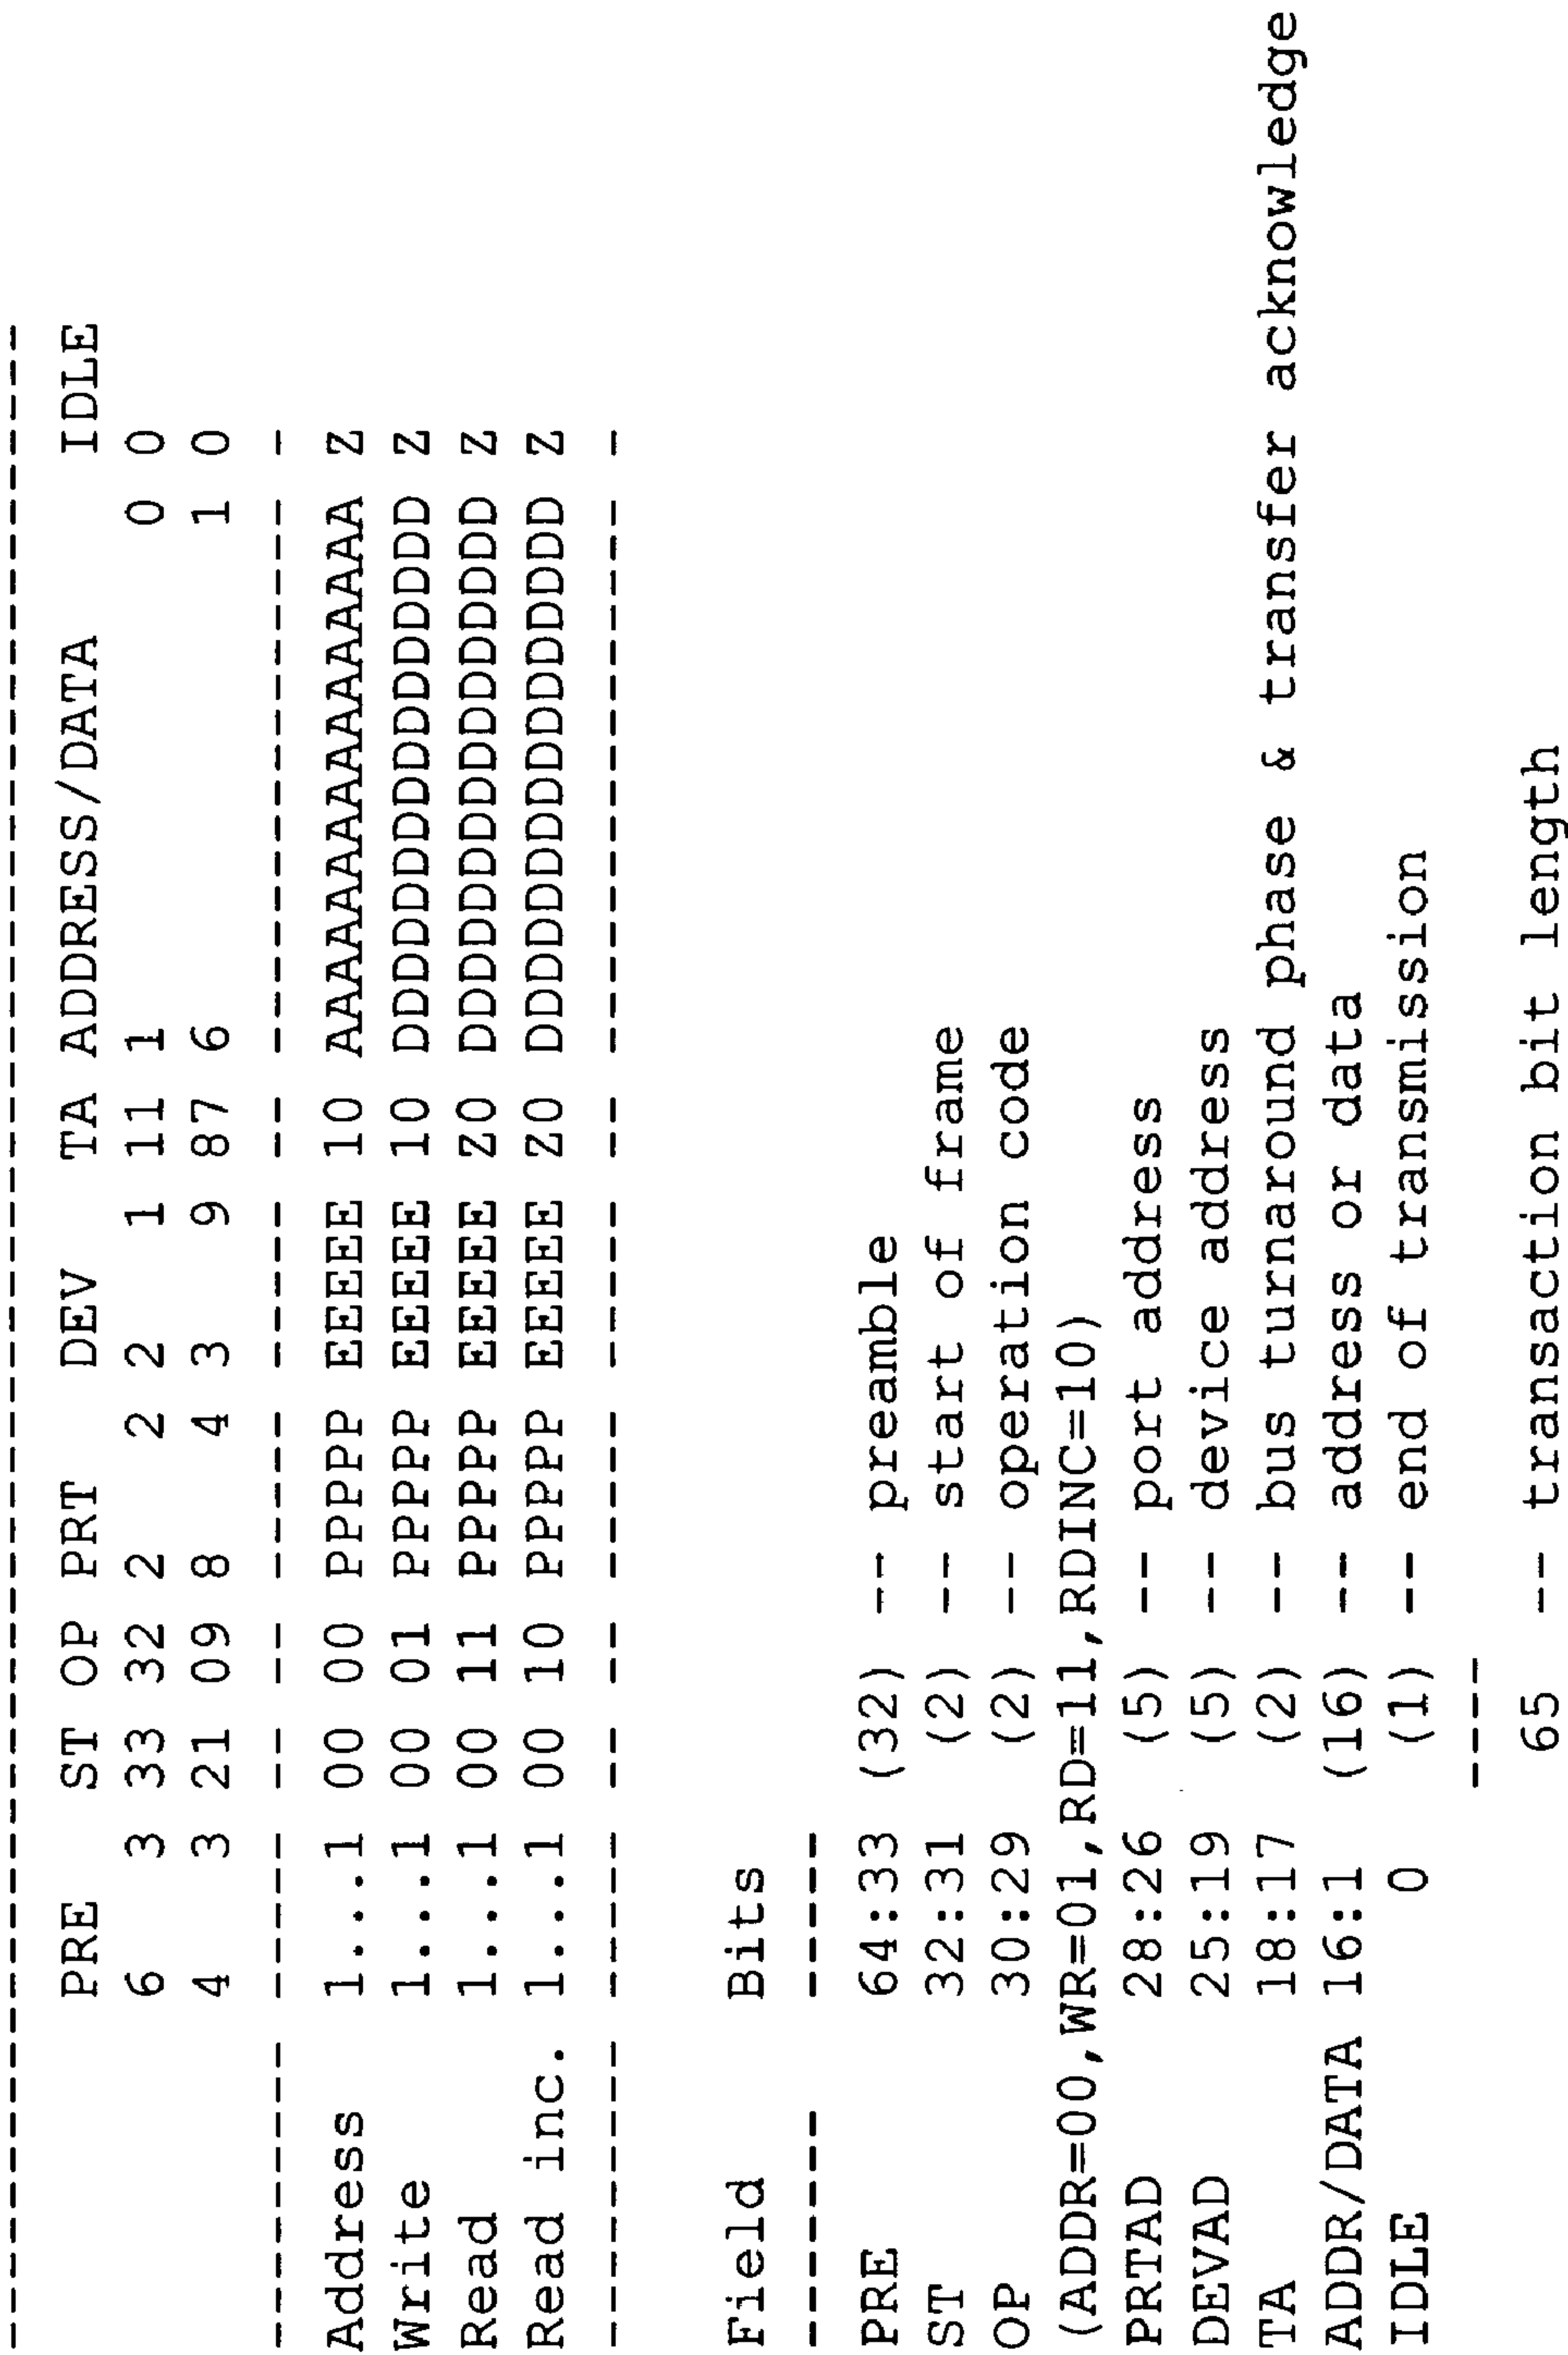 PRE ST OP PRT DEV TA ADDRESS/DATA IDLE
6 3 33 32 2 2 2 1 11 1 0 0
4 3 21 09 8 4 3 9 87 6 1 0
Address 1...1 00 00 PPPPP EEEEE 10 AAAAAAAAAAAAAAAA Z
Write 1...1 00 01 PPPPP EEEEE 10 DDDDDDDDDDDDDDDD Z
Read 1...1 00 11 PPPPP EEEEE Z0 DDDDDDDDDDDDDDDD Z
Read inc. 1...1 00 10 PPPPP EEEEE Z0 DDDDDDDDDDDDDDDD Z
Field Bits
PRE 64:33 (32) -- preamble
ST 32:31 (2) -- start of frame
OP 30:29 (2) -- operation code
(ADDR=00,WR=01,RD=11,RDINC=10)
PRTAD 28:26 (5) -- port address
DEVAD 25:19 (5) -- device address
TA 18:17 (2) -- bus turnaround phase & transfer acknowledge
ADDR/DATA 16:1 (16) -- address or data
IDLE 0 (1) -- end of transmission
65 -- transaction bit length